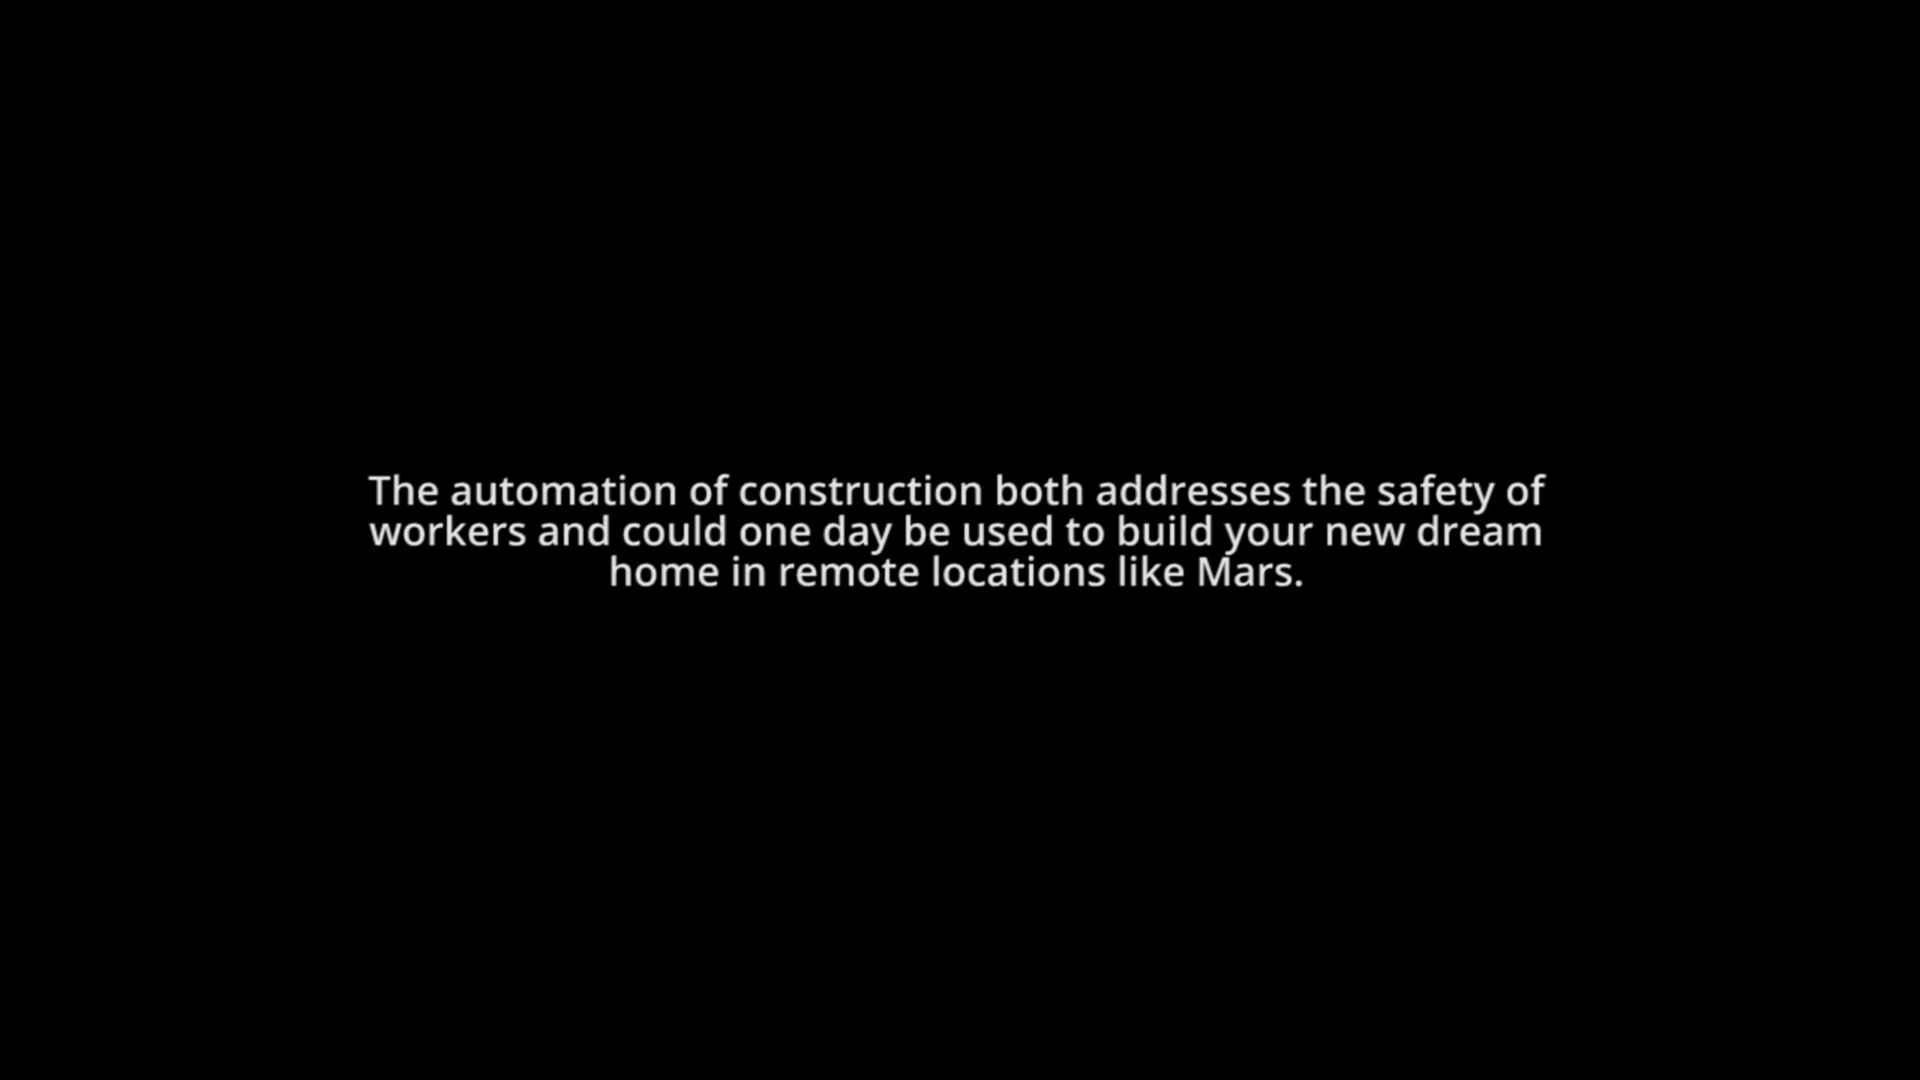 The automation of construction both addresses the safety of
workers and could one day be used to build your new dream
home in remote locations like Mars.